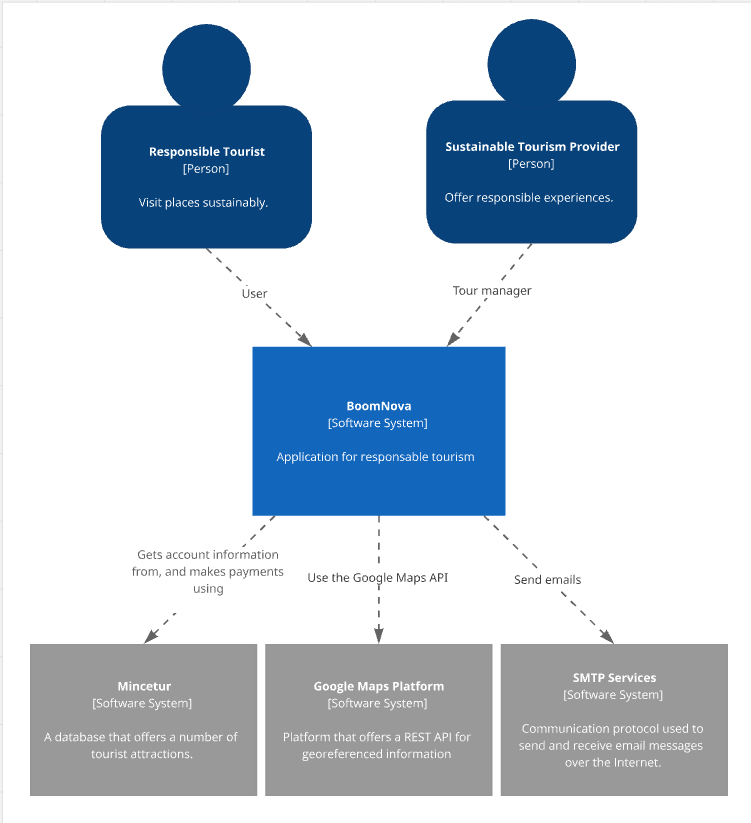 Responsible Tourist
[Person]
Visit places sustainably.
Sustainable Tourism Provider
[Person]
Offer responsible experiences.
User
Tour manager
BoomNova
[Software System]
Application for responsable tourism
Gets account information
from, and makes payments
using
Use the Google Maps API
Send emails
Mincetur
[Software System]
A database that offers a number of
tourist attractions.
Google Maps Platform
[Software System]
Platform that offers a REST API for
georeferenced information
SMTP Services
[Software System]
Communication protocol used to
send and receive email messages
over the Internet.